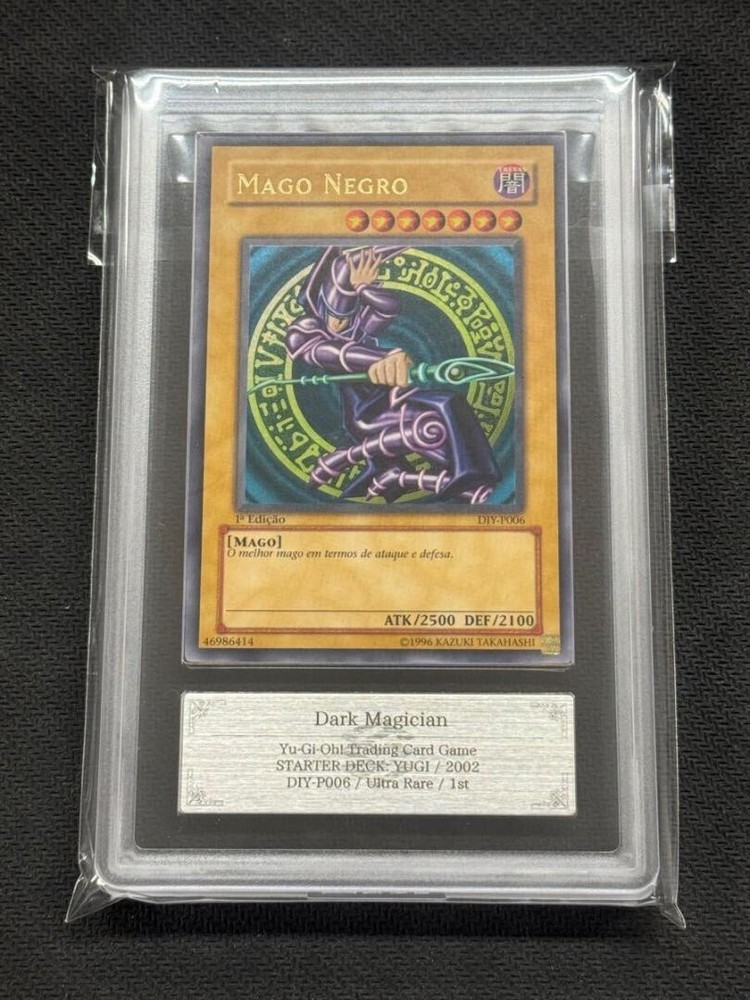 MAGO NEGRO
TREVAS
闇
1ª Edição
DIY-P006
[MAGO]
O melhor mago em termos de ataque e defesa.
ATK/2500 DEF/2100
46986414
©1996 KAZUKI TAKAHASHI
Dark Magician
Yu-Gi-Oh! Trading Card Game
STARTER DECK: YUGI / 2002
DIY-P006 / Ultra Rare / 1st